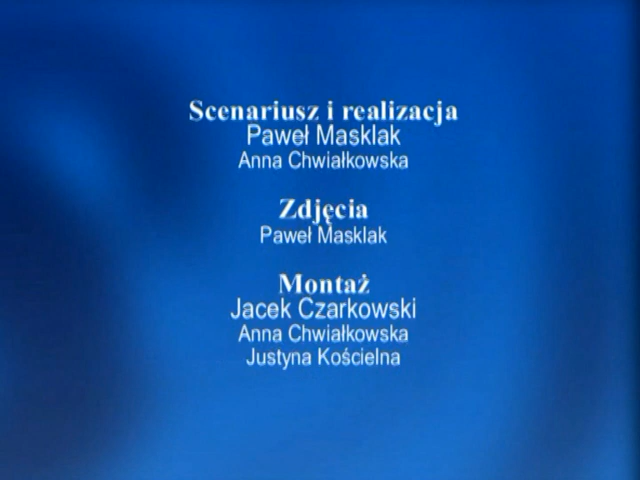 Scenariusz i realizacja
Paweł Masklak
Anna Chwiałkowska
Zdjęcia
Paweł Masklak
Montaż
Jacek Czarkowski
Anna Chwiałkowska
Justyna Kościelna